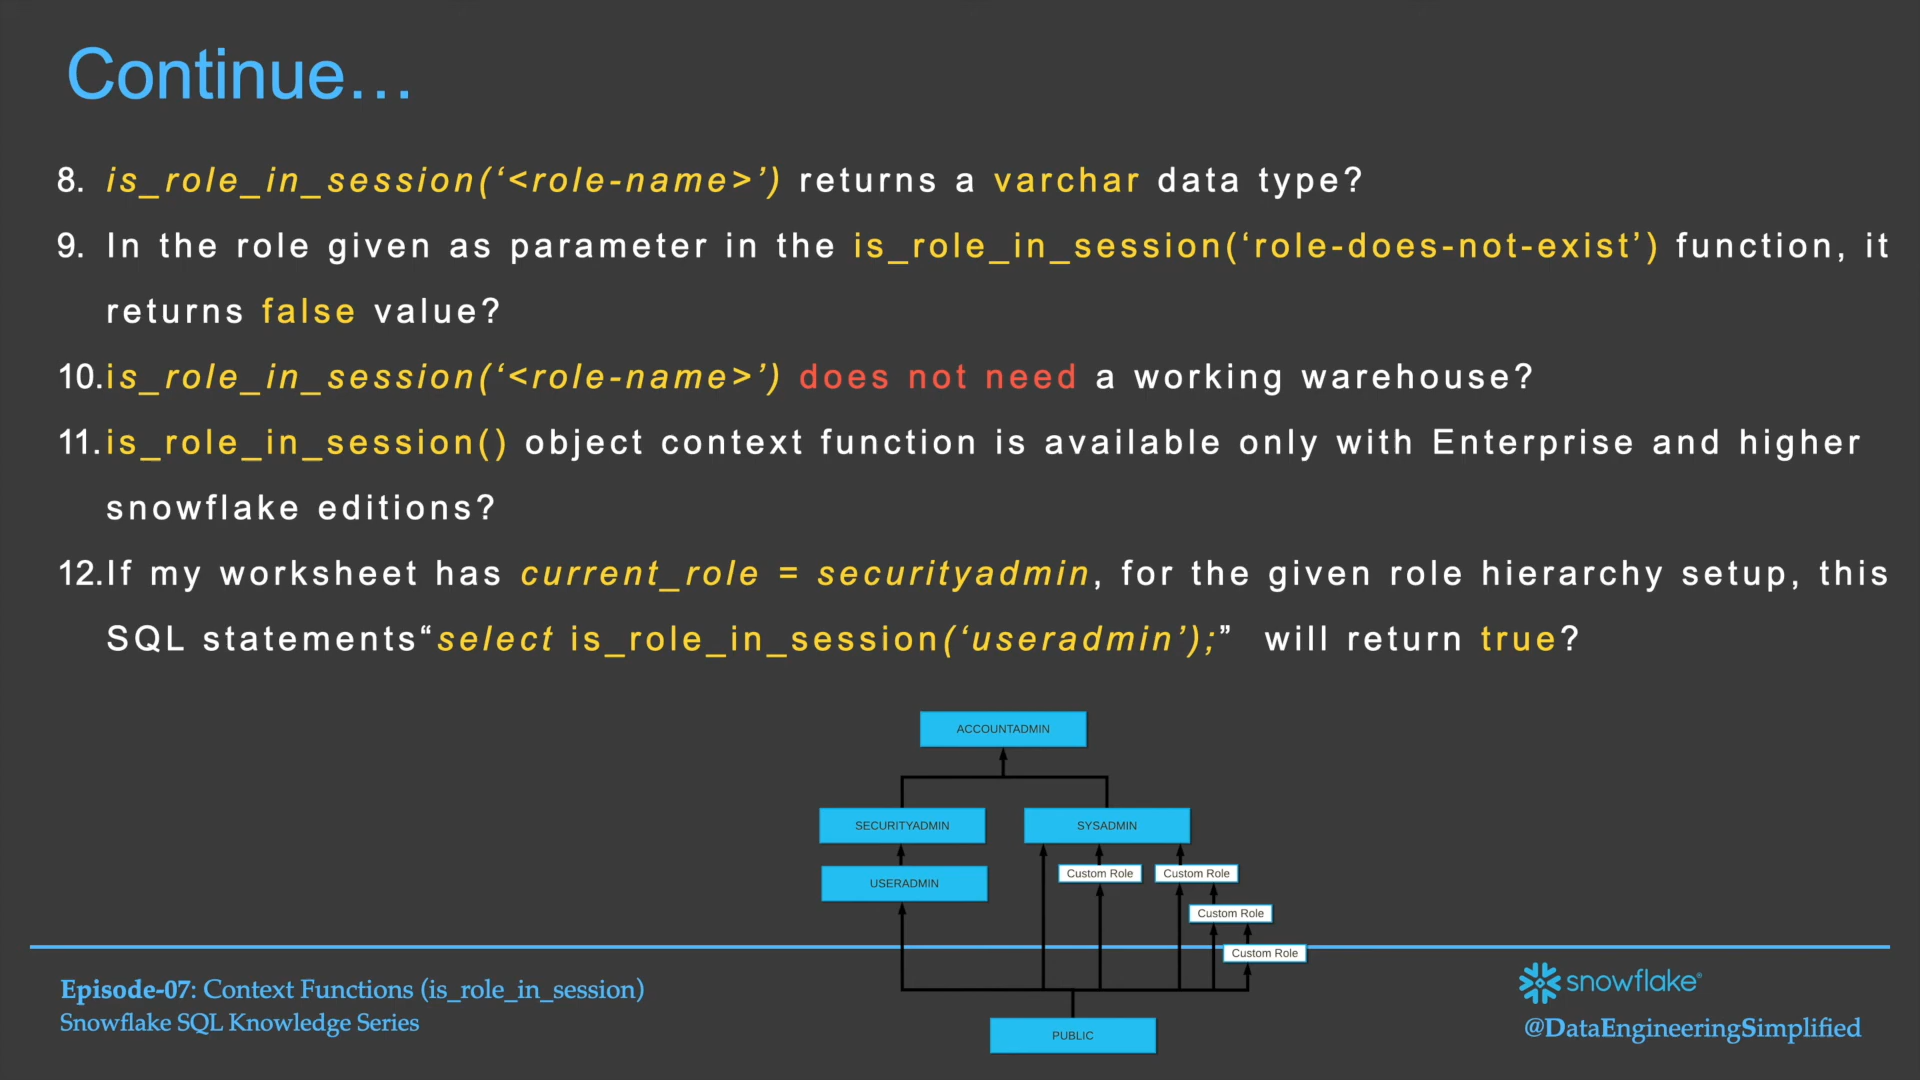 Continue...
8. is_role_in_session(‘<role-name>’) returns a varchar data type?
9. In the role given as parameter in the is_role_in_session(‘role-does-not-exist’) function, it
returns false value?
10.is_role_in_session(‘<role-name>’) does not need a working warehouse?
11.is_role_in_session() object context function is available only with Enterprise and higher
snowflake editions?
12.If my worksheet has current_role = securityadmin, for the given role hierarchy setup, this
SQL statements“select is_role_in_session(‘useradmin’);” will return true?
ACCOUNTADMIN
SECURITYADMIN
SYSADMIN
Custom Role
Custom Role
USERADMIN
Custom Role
Custom Role
PUBLIC
Episode-07: Context Functions (is_role_in_session)
Snowflake SQL Knowledge Series
snowflake®
@DataEngineeringSimplified